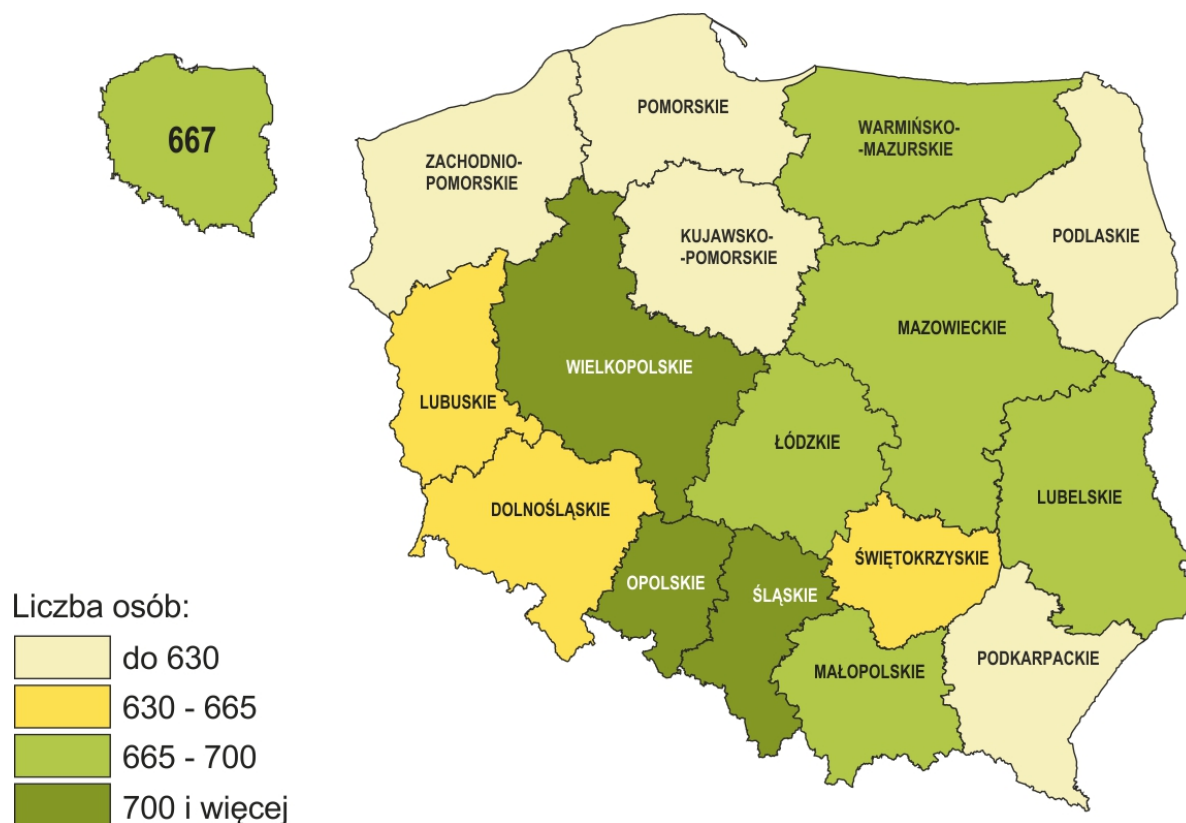 667
POMORSKIE
WARMIŃSKO-
-MAZURSKIE
ZACHODNIO-
POMORSKIE
KUJAWSKO-
-POMORSKIE
PODLASKIE
MAZOWIECKIE
WIELKOPOLSKIE
LUBUSKIE
ŁÓDZKIE
LUBELSKIE
DOLNOŚLĄSKIE
ŚWIĘTOKRZYSKIE
OPOLSKIE
ŚLĄSKIE
PODKARPACKIE
MAŁOPOLSKIE
Liczba osób:
do 630
630 - 665
665 - 700
700 i więcej